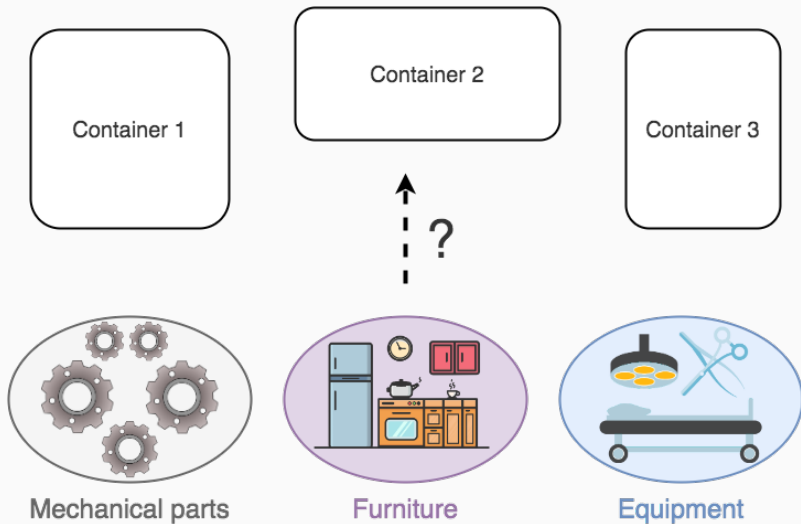 Container 1
Container 2
Container 3
?
Mechanical parts
Furniture
Equipment